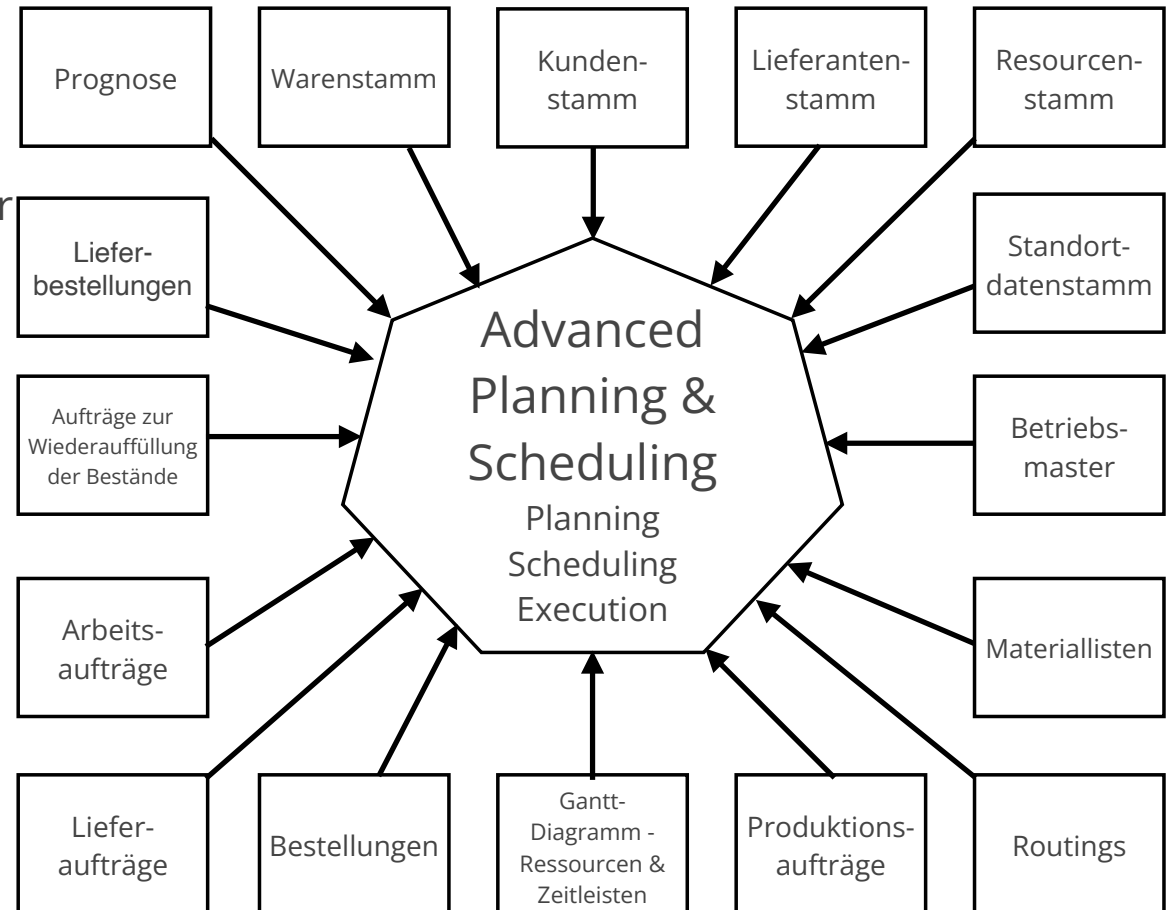 Prognose
Warenstamm
Kunden-
stamm
Lieferanten-
stamm
Resourcen-
stamm
r
Liefer-
bestellungen
Standort-
datenstamm
Advanced
Planning &
Scheduling
Planning
Scheduling
Execution
Aufträge zur
Wiederauffüllung
der Bestände
Betriebs-
master
Arbeits-
aufträge
Materiallisten
Liefer-
aufträge
Bestellungen
Gantt-
Diagramm -
Ressourcen &
Zeitleisten
Produktions-
aufträge
Routings